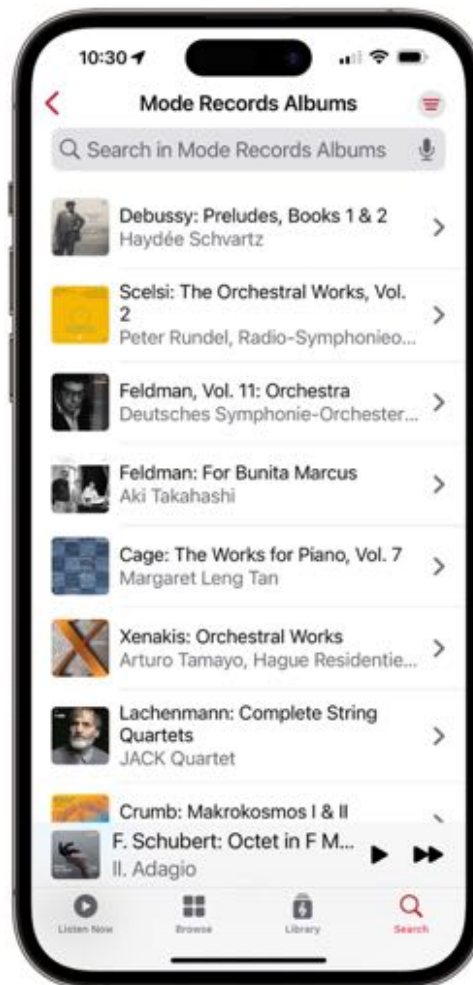 10:30
Mode Records Albums
Search in Mode Records Albums
Debussy: Preludes, Books 1 & 2
Haydée Schvartz
Scelsi: The Orchestral Works, Vol.
2
Peter Rundel, Radio-Symphonieo...
Feldman, Vol. 11: Orchestra
Deutsches Symphonie-Orchester...
Feldman: For Bunita Marcus
Aki Takahashi
Cage: The Works for Piano, Vol. 7
Margaret Leng Tan
Xenakis: Orchestral Works
Arturo Tamayo, Hague Residentie...
Lachenmann: Complete String
Quartets
JACK Quartet
Crumb: Makrokosmos I & II
F. Schubert: Octet in F M...
II. Adagio
Listen Now
Browse
Library
Search